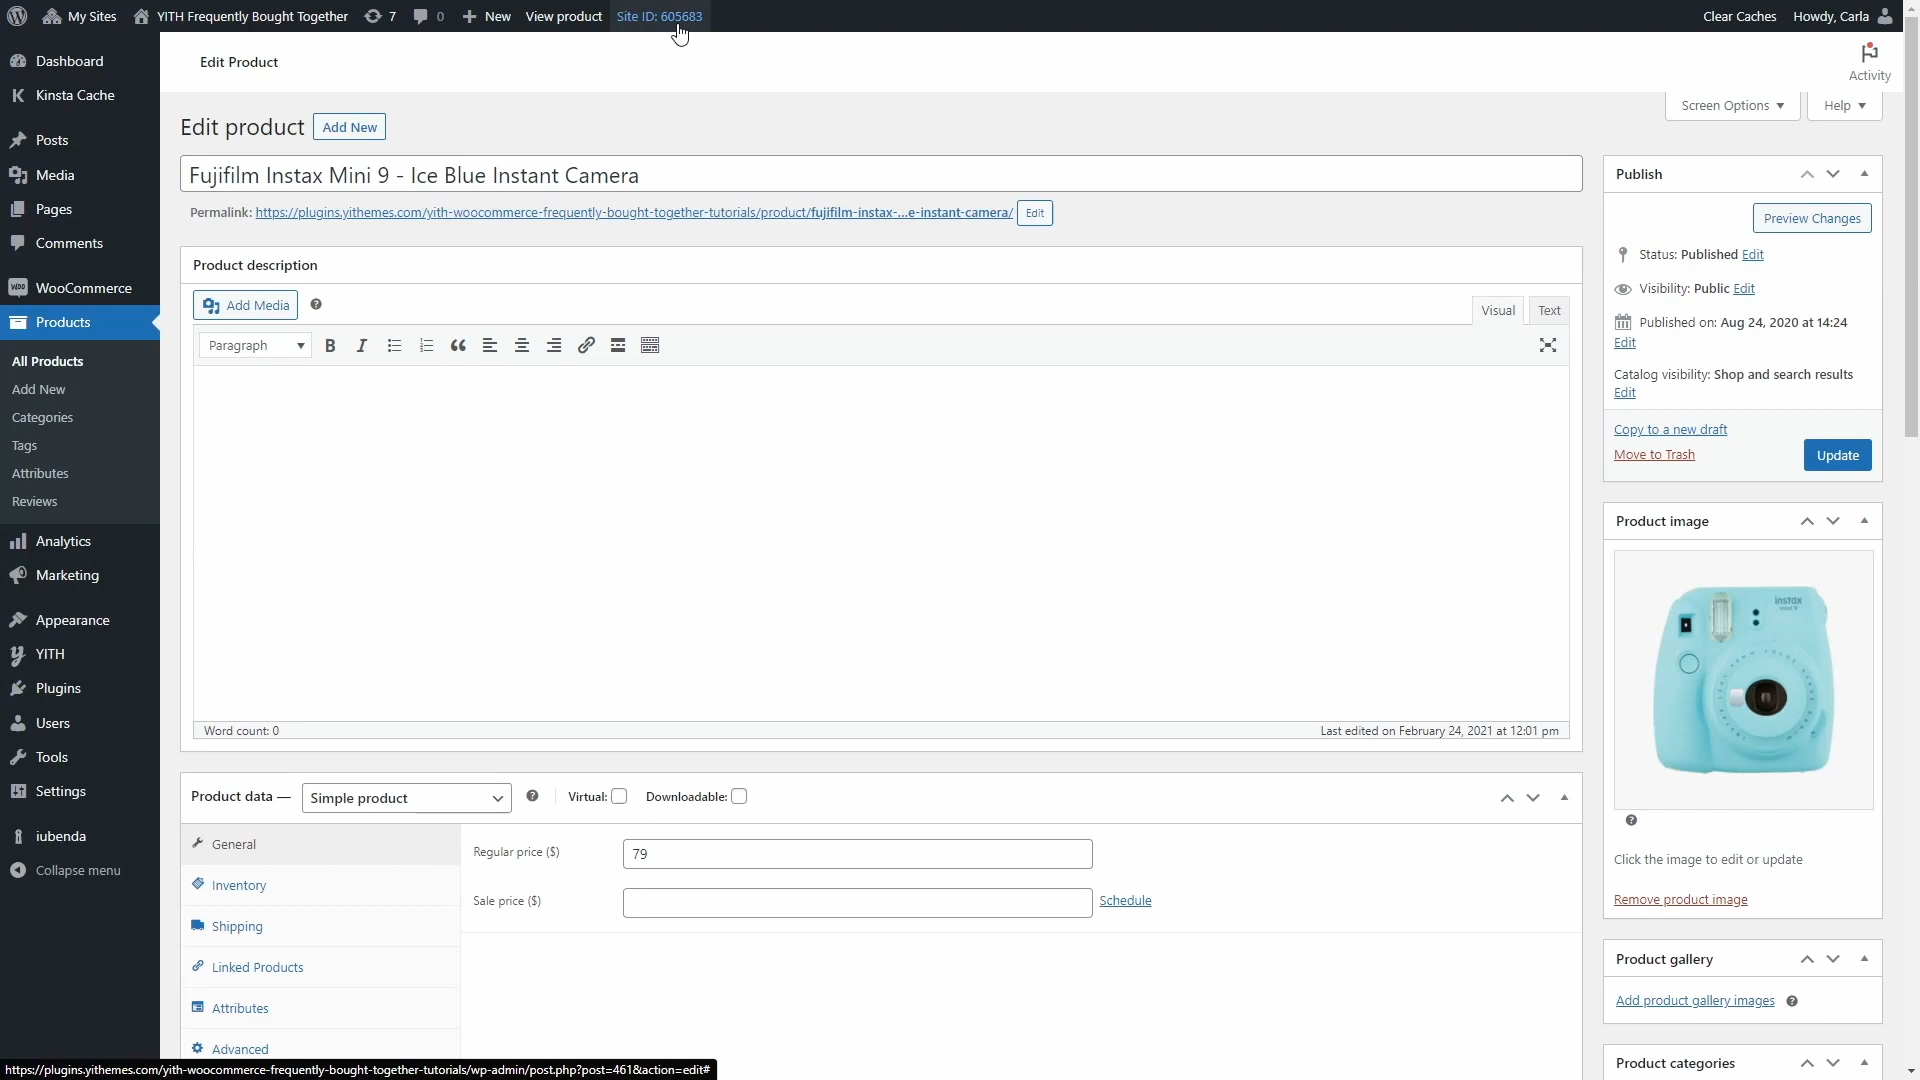 My Sites YITH Frequently Bought Together 7 0 New View product Site ID: 605683 Clear Caches Howdy, Carla
Dashboard
Kinsta Cache
Posts
Media
Pages
Comments
WooCommerce
Products
All Products
Add New
Categories
Tags
Attributes
Reviews
Analytics
Marketing
Appearance
YITH
Plugins
Users
Tools
Settings
iubenda
Collapse menu
Edit Product
Activity
Screen Options Help
Edit product Add New
Fujifilm Instax Mini 9 - Ice Blue Instant Camera
Permalink: https://plugins.yithemes.com/yith-woocommerce-frequently-bought-together-tutorials/product/fujifilm-instax-...e-instant-camera/ Edit
Product description
Add Media
Visual Text
Paragraph
Word count: 0 Last edited on February 24, 2021 at 12:01 pm
Product data — Simple product Virtual: Downloadable:
General
Inventory
Shipping
Linked Products
Attributes
Advanced
Regular price ($) 79
Sale price ($) Schedule
Publish
Preview Changes
Status: Published Edit
Visibility: Public Edit
Published on: Aug 24, 2020 at 14:24
Edit
Catalog visibility: Shop and search results
Edit
Copy to a new draft
Move to Trash
Update
Product image
instax
mini 9
Click the image to edit or update
Remove product image
Product gallery
Add product gallery images
Product categories
https://plugins.yithemes.com/yith-woocommerce-frequently-bought-together-tutorials/wp-admin/post.php?post=461&action=edit#